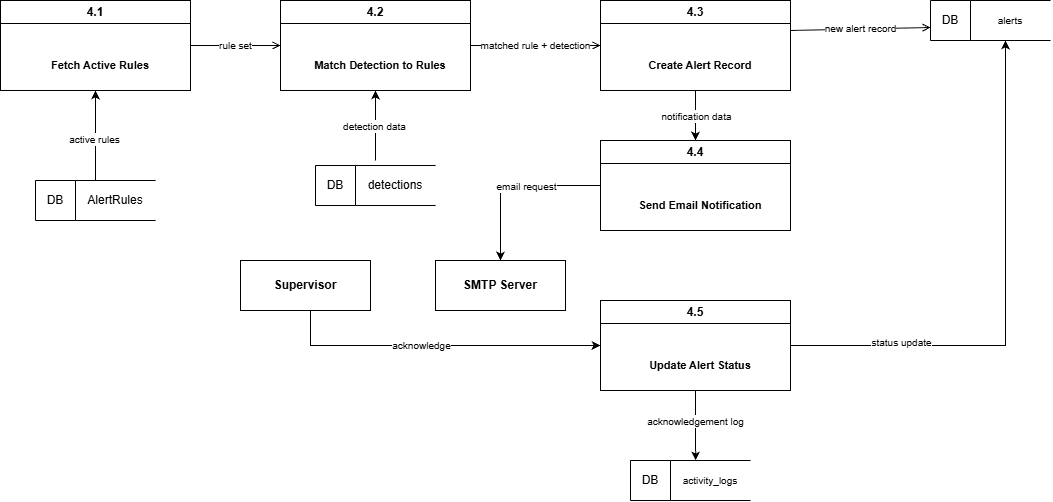 4.1
4.2
4.3
DB
alerts
Fetch Active Rules
rule set
Match Detection to Rules
matched rule + detection
Create Alert Record
new alert record
active rules
detection data
notification data
4.4
DB
AlertRules
DB
detections
email request
Send Email Notification
Supervisor
SMTP Server
4.5
acknowledge
Update Alert Status
status update
acknowledgement log
DB
activity_logs